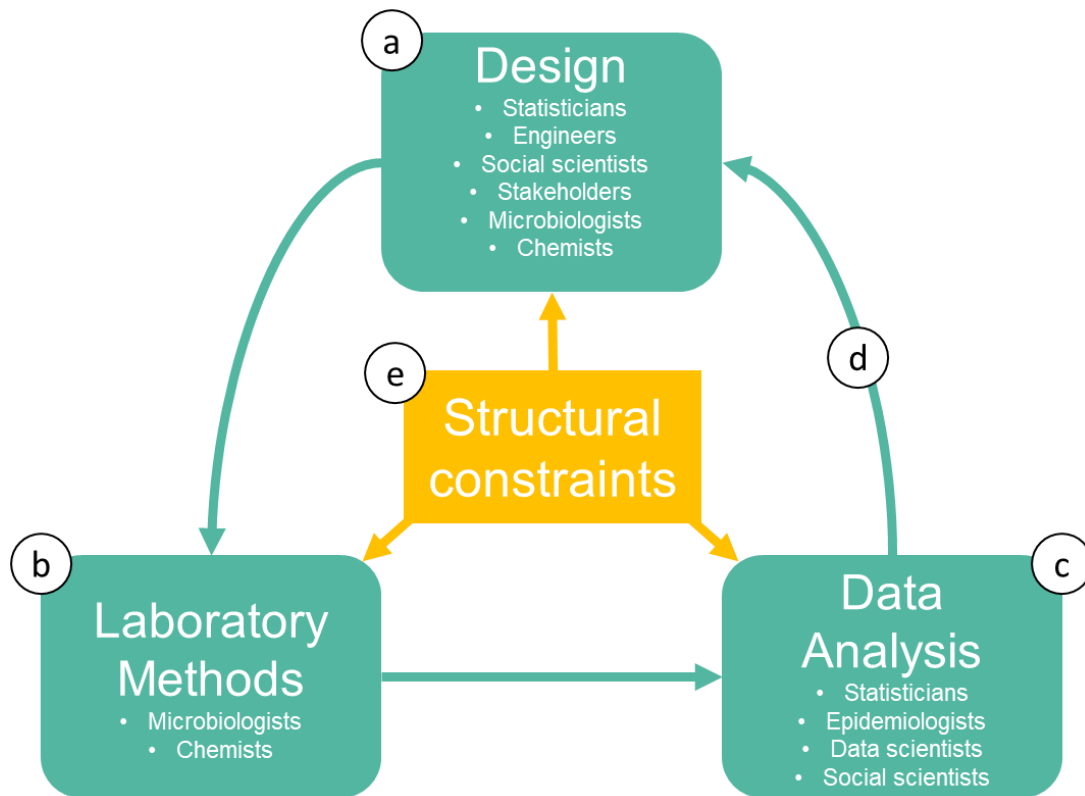 a
Design
• Statisticians
• Engineers
• Social scientists
• Stakeholders
• Microbiologists
• Chemists
d
e
Structural
constraints
b
Laboratory
Methods
• Microbiologists
• Chemists
c
Data
Analysis
• Statisticians
• Epidemiologists
• Data scientists
• Social scientists